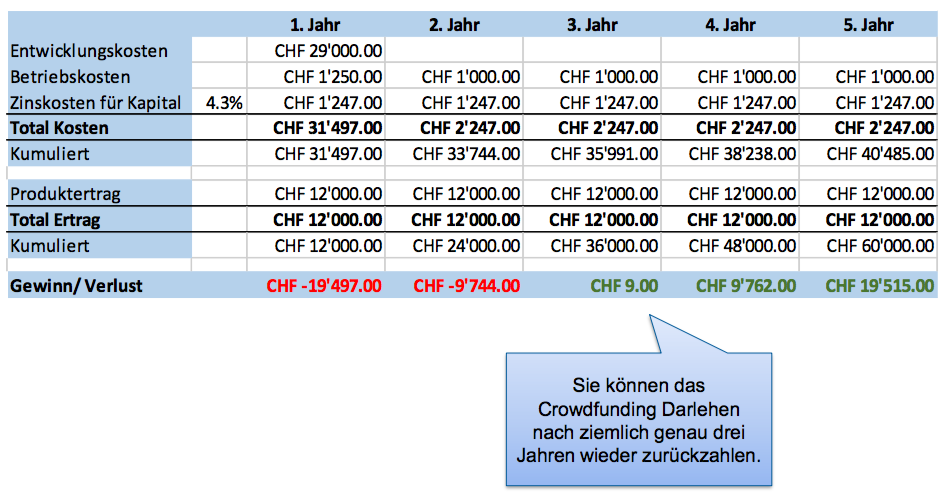 1. Jahr 2. Jahr 3. Jahr 4. Jahr 5. Jahr
Entwicklungskosten CHF 29'000.00
Betriebskosten CHF 1'250.00 CHF 1'000.00 CHF 1'000.00 CHF 1'000.00 CHF 1'000.00
Zinskosten für Kapital 4.3% CHF 1'247.00 CHF 1'247.00 CHF 1'247.00 CHF 1'247.00 CHF 1'247.00
Total Kosten CHF 31'497.00 CHF 2'247.00 CHF 2'247.00 CHF 2'247.00 CHF 2'247.00
Kumuliert CHF 31'497.00 CHF 33'744.00 CHF 35'991.00 CHF 38'238.00 CHF 40'485.00
Produktertrag CHF 12'000.00 CHF 12'000.00 CHF 12'000.00 CHF 12'000.00 CHF 12'000.00
Total Ertrag CHF 12'000.00 CHF 12'000.00 CHF 12'000.00 CHF 12'000.00 CHF 12'000.00
Kumuliert CHF 12'000.00 CHF 24'000.00 CHF 36'000.00 CHF 48'000.00 CHF 60'000.00
Gewinn/ Verlust CHF -19'497.00 CHF -9'744.00 CHF 9.00 CHF 9'762.00 CHF 19'515.00
Sie können das
Crowdfunding Darlehen
nach ziemlich genau drei
Jahren wieder zurückzahlen.